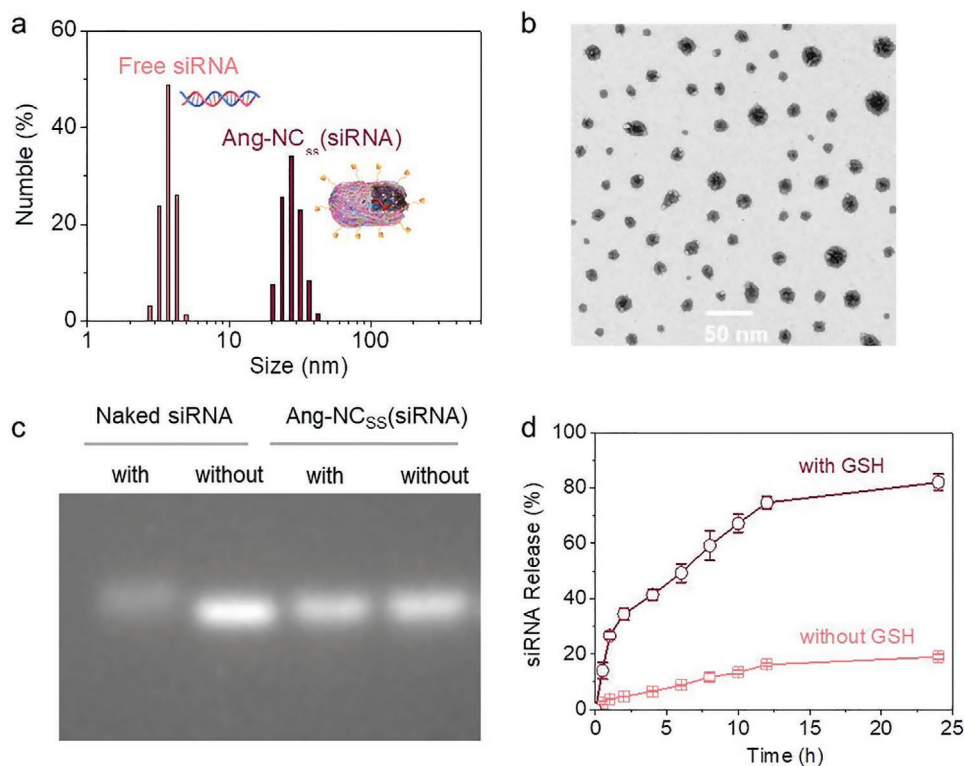 a
60
40
20
0
Numble (%)
Free siRNA
Ang-NCss(siRNA)
1
10
100
Size (nm)
b
50 nm
c
Naked siRNA
Ang-NCSS(siRNA)
with
without
with
without
d
100
80
60
40
20
0
siRNA Release (%)
with GSH
without GSH
0
5
10
15
20
25
Time (h)